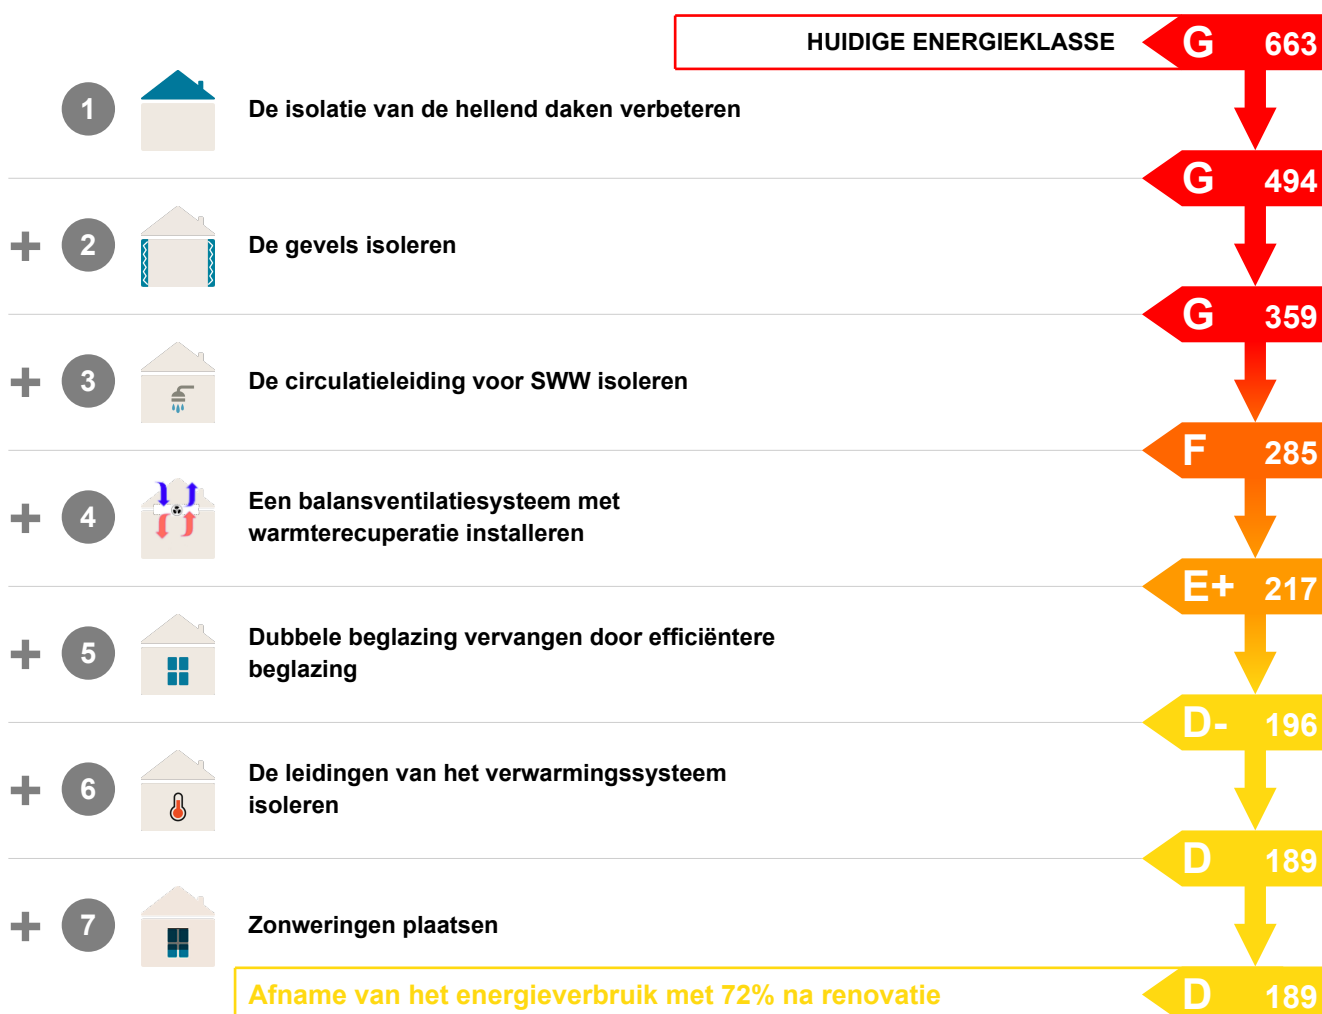 HUIDIGE ENERGIEKLASSE G 663
1 De isolatie van de hellend daken verbeteren
G 494
+ 2 De gevels isoleren
G 359
+ 3 De circulatieleiding voor SWW isoleren
F 285
+ 4 Een balansventilatiesysteem met
warmterecuperatie installeren
E+ 217
+ 5 Dubbele beglazing vervangen door efficiëntere
beglazing
D- 196
+ 6 De leidingen van het verwarmingssysteem
isoleren
D 189
+ 7 Zonweringen plaatsen
Afname van het energieverbruik met 72% na renovatie D 189